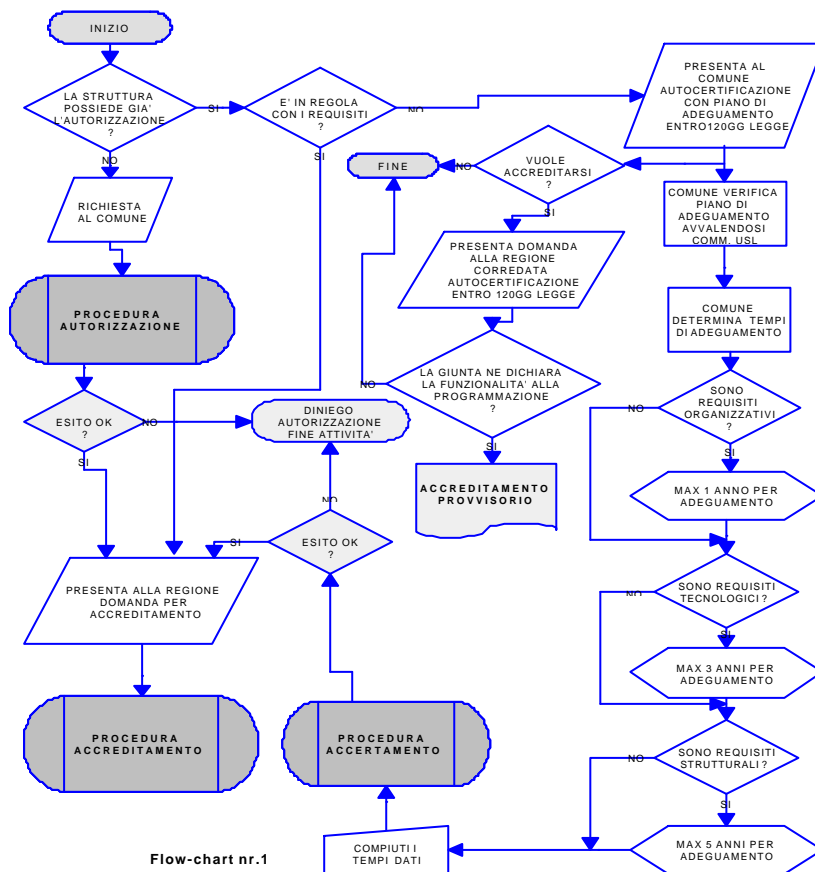 INIZIO
LA STRUTTURA
POSSIEDE GIA'
L'AUTORIZZAZIONE
?
SI
E' IN REGOLA
CON I REQUISITI
?
NO
PRESENTA AL
COMUNE
AUTOCERTIFICAZIONE
CON PIANO DI
ADEGUAMENTO
ENTRO120GG LEGGE
NO
SI
RICHIESTA
AL COMUNE
FINE
NO
VUOLE
ACCREDITARSI
?
SI
COMUNE VERIFICA
PIANO DI
ADEGUAMENTO
AVVALENDOSI
COMM. USL
PRESENTA DOMANDA
ALLA REGIONE
CORREDATA
AUTOCERTIFICAZIONE
ENTRO 120GG LEGGE
PROCEDURA
AUTORIZZAZIONE
COMUNE
DETERMINA TEMPI
DI ADEGUAMENTO
LA GIUNTA NE DICHIARA
LA FUNZIONALITA' ALLA
PROGRAMMAZIONE
?
NO
SI
SONO
REQUISITI
ORGANIZZATIVI
?
NO
ESITO OK
?
NO
SI
DINIEGO
AUTORIZZAZIONE
FINE ATTIVITA'
ACCREDITAMENTO
PROVVISORIO
MAX 1 ANNO PER
ADEGUAMENTO
NO
ESITO OK
?
SI
PRESENTA ALLA REGIONE
DOMANDA PER
ACCREDITAMENTO
SONO REQUISITI
TECNOLOGICI ?
NO
SI
MAX 3 ANNI PER
ADEGUAMENTO
PROCEDURA
ACCREDITAMENTO
PROCEDURA
ACCERTAMENTO
SONO REQUISITI
STRUTTURALI ?
NO
SI
MAX 5 ANNI PER
ADEGUAMENTO
COMPIUTI I
TEMPI DATI
Flow-chart nr.1